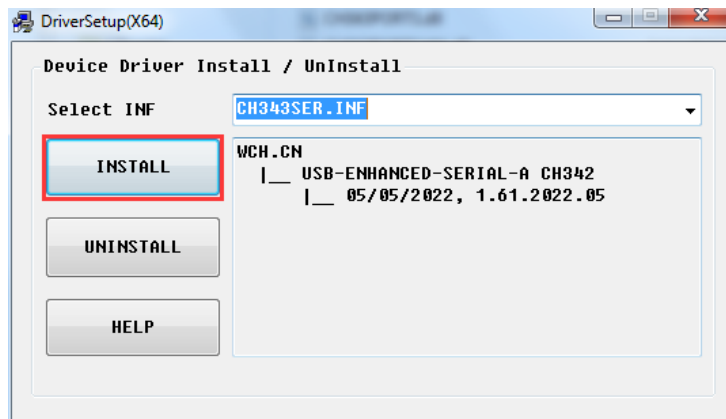 DriverSetup(X64)
Device Driver Install / UnInstall
Select INF
CH343SER.INF
INSTALL
UNINSTALL
HELP
WCH.CN
|__ USB-ENHANCED-SERIAL-A CH342
|__ 05/05/2022, 1.61.2022.05